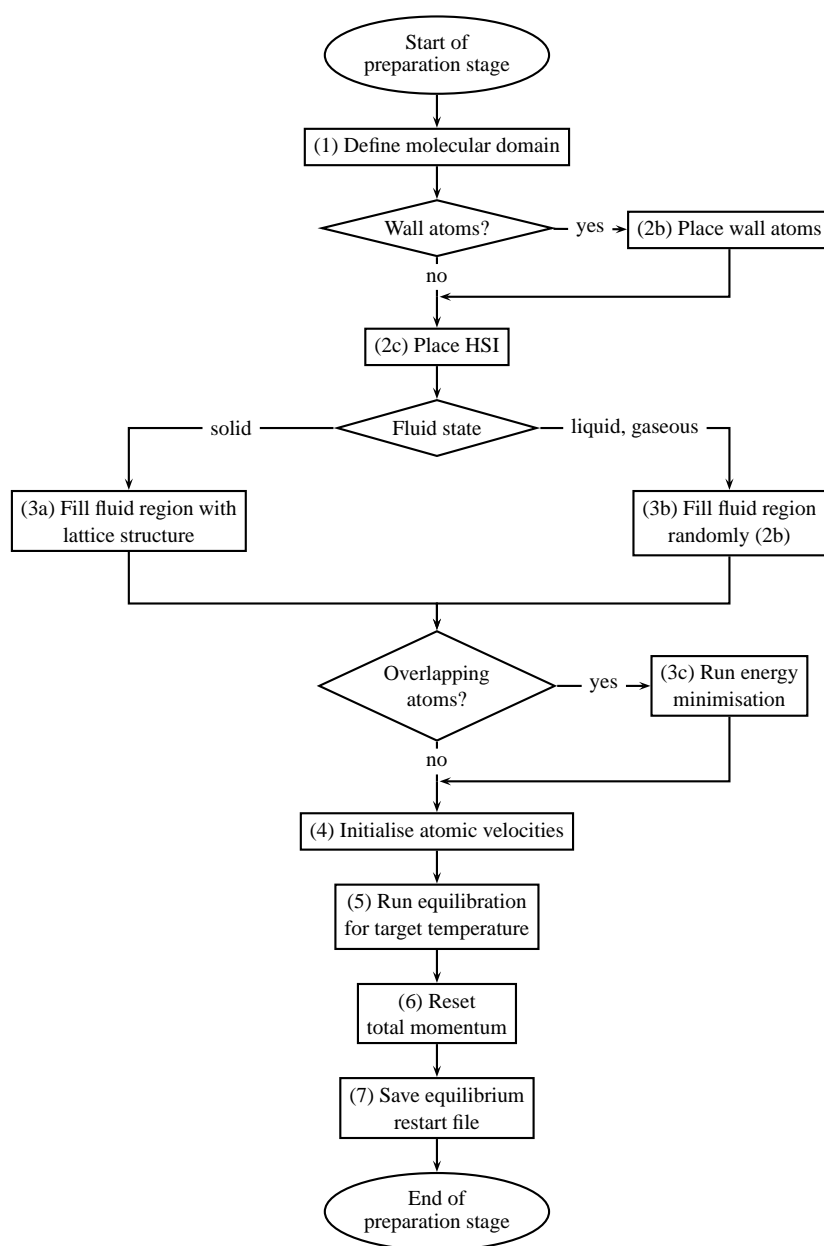 Start of
preparation stage
(1) Define molecular domain
Wall atoms?
yes
(2b) Place wall atoms
no
(2c) Place HSI
solid
Fluid state
liquid, gaseous
(3a) Fill fluid region with
lattice structure
(3b) Fill fluid region
randomly (2b)
Overlapping
atoms?
yes
(3c) Run energy
minimisation
no
(4) Initialise atomic velocities
(5) Run equilibration
for target temperature
(6) Reset
total momentum
(7) Save equilibrium
restart file
End of
preparation stage